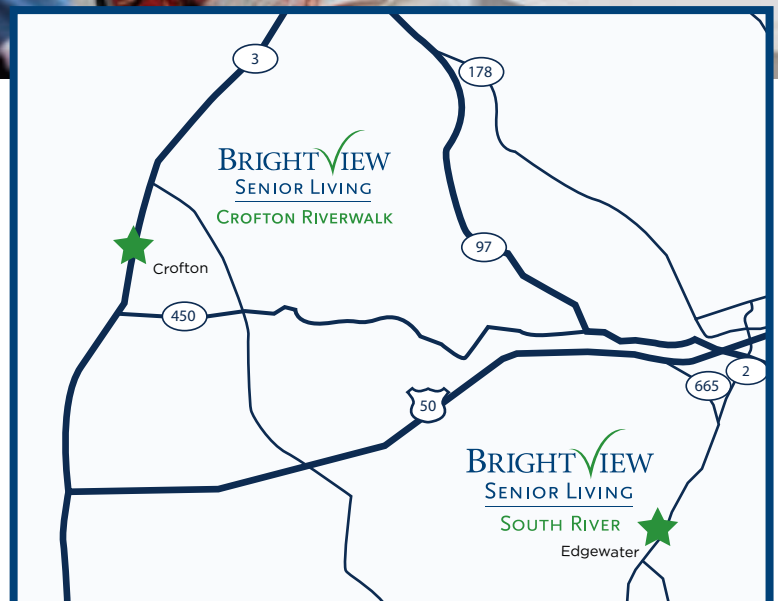 3
178
BRIGHTVIEW
SENIOR LIVING
CROFTON RIVERWALK
97
Crofton
450
2
665
50
BRIGHTVIEW
SENIOR LIVING
SOUTH RIVER
Edgewater